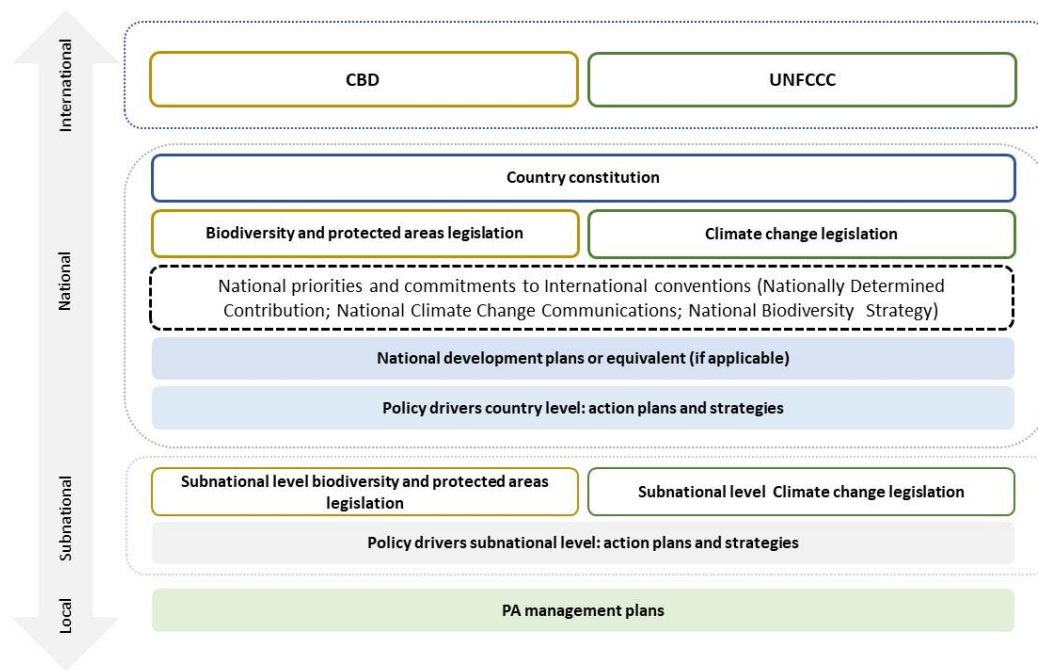 International
CBD
UNFCCC
National
Country constitution
Biodiversity and protected areas legislation
Climate change legislation
National priorities and commitments to International conventions (Nationally Determined
Contribution; National Climate Change Communications; National Biodiversity Strategy)
National development plans or equivalent (if applicable)
Policy drivers country level: action plans and strategies
Subnational
Subnational level biodiversity and protected areas
legislation
Subnational level Climate change legislation
Policy drivers subnational level: action plans and strategies
Local
PA management plans